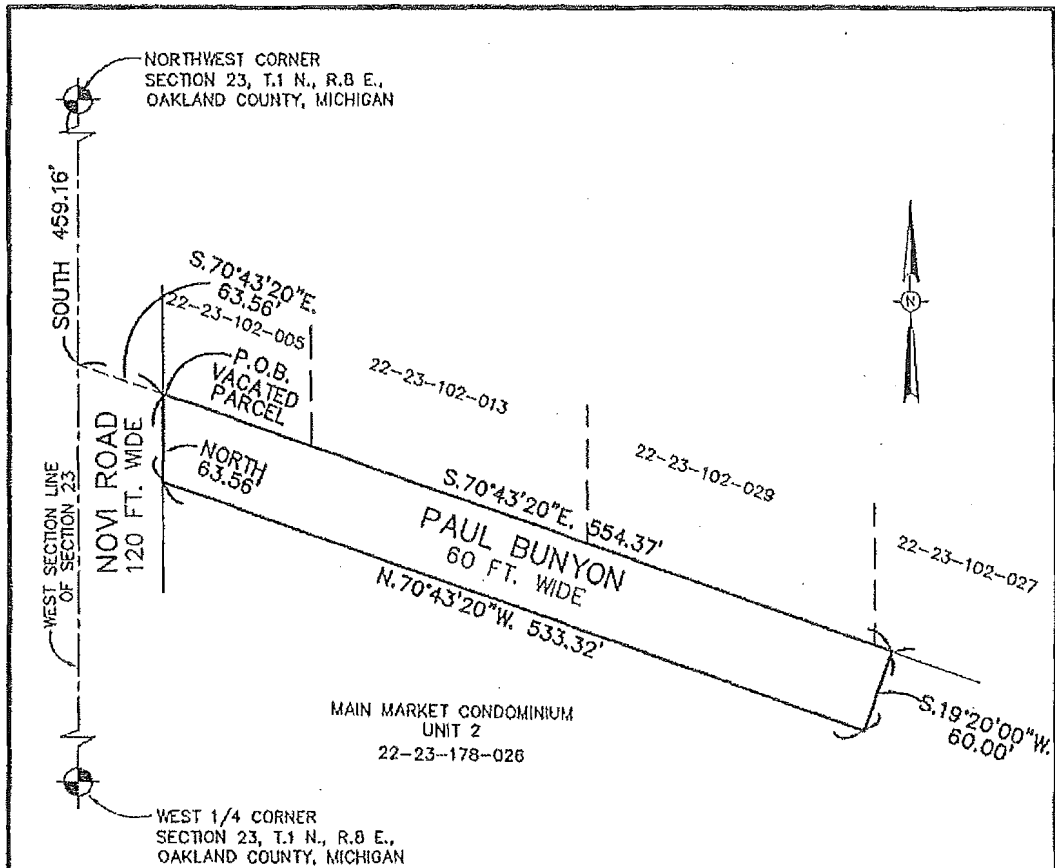 NORTHWEST CORNER
SECTION 23, T.1 N., R.8 E.,
OAKLAND COUNTY, MICHIGAN
SOUTH 459.16'
S.70°43'20"E.
63.56'
22-23-102-005
P.O.B.
VACATED
PARCEL
22-23-102-013
N
NOVI ROAD
120 FT. WIDE
NORTH
63.56'
22-23-102-029
S.70°43'20"E. 554.37'
22-23-102-027
WEST SECTION LINE
OF SECTION 23
PAUL BUNYON
60 FT. WIDE
N.70°43'20"W. 533.32'
S.19°20'00"W.
60.00'
MAIN MARKET CONDOMINIUM
UNIT 2
22-23-178-026
WEST 1/4 CORNER
SECTION 23, T.1 N., R.8 E.,
OAKLAND COUNTY, MICHIGAN